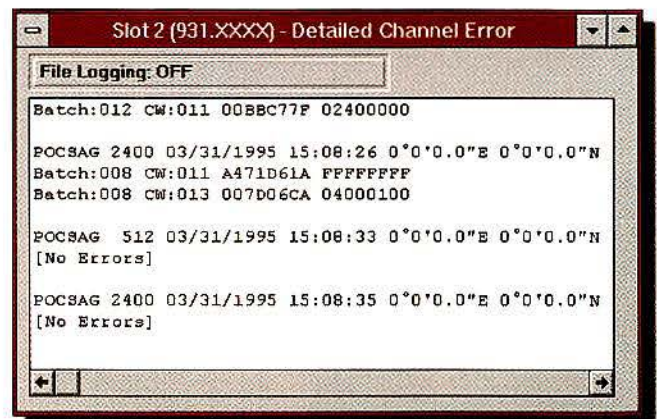 Slot 2 (931.XXXX) - Detailed Channel Error
File Logging: OFF
Batch:012 CW:011 00BBC77F 02400000
POCSAG 2400 03/31/1995 15:08:26 0°0'0.0"E 0°0'0.0"N
Batch:008 CW:011 A471D61A FFFFFFFF
Batch:008 CW:013 007D06CA 04000100
POCSAG 512 03/31/1995 15:08:33 0°0'0.0"E 0°0'0.0"N
[No Errors]
POCSAG 2400 03/31/1995 15:08:35 0°0'0.0"E 0°0'0.0"N
[No Errors]